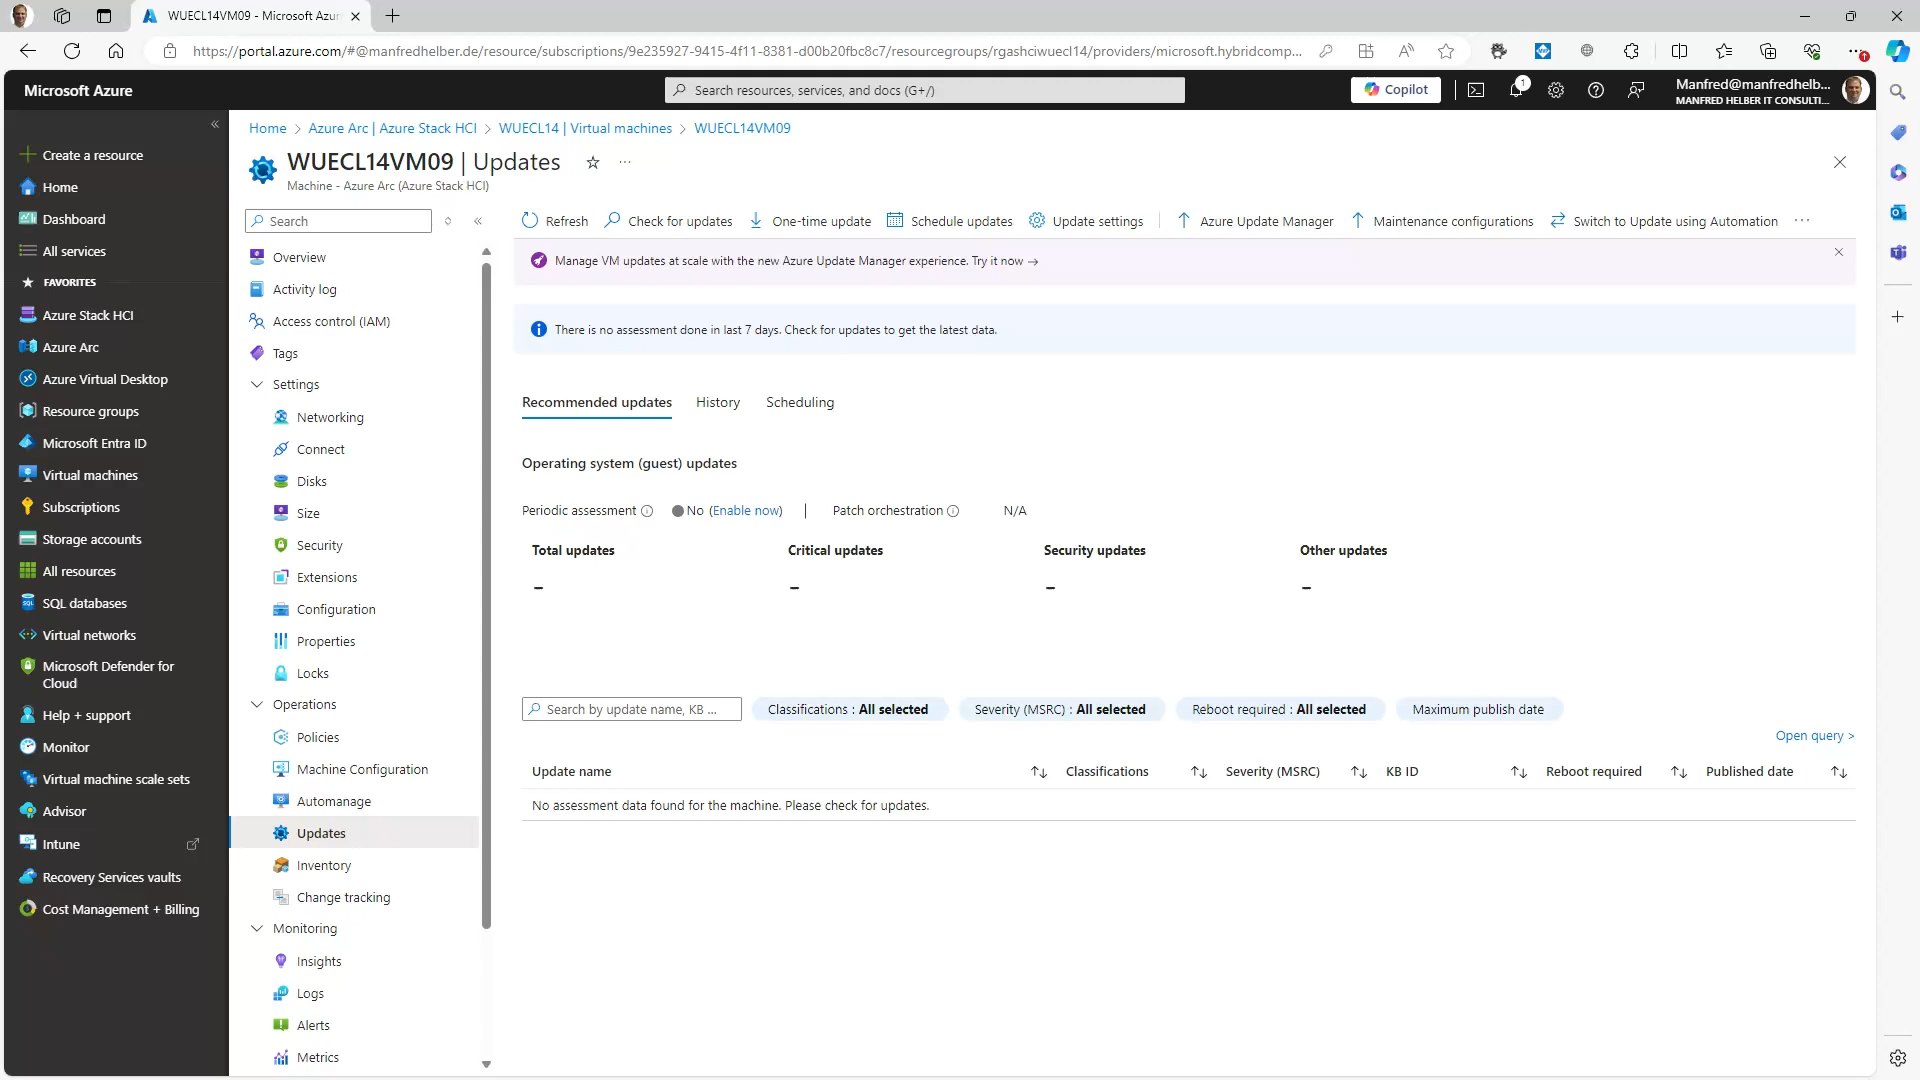 WUECL14VM09 - Microsoft Azur
https://portal.azure.com/#@manfredhelber.de/resource/subscriptions/9e235927-9415-4f11-8381-d00b20fbc8c7/resourcegroups/rgashciwuecl14/providers/microsoft.hybridcomp...
Microsoft Azure
Search resources, services, and docs (G+/)
Copilot
1
Manfred@manfredhelb...
MANFRED HELBER IT CONSULTI...
Create a resource
Home
Dashboard
All services
FAVORITES
Azure Stack HCI
Azure Arc
Azure Virtual Desktop
Resource groups
Microsoft Entra ID
Virtual machines
Subscriptions
Storage accounts
All resources
SQL databases
Virtual networks
Microsoft Defender for
Cloud
Help + support
Monitor
Virtual machine scale sets
Advisor
Intune
Recovery Services vaults
Cost Management + Billing
Home > Azure Arc | Azure Stack HCI > WUECL14 | Virtual machines > WUECL14VM09
WUECL14VM09 | Updates
Machine - Azure Arc (Azure Stack HCI)
Search
Overview
Activity log
Access control (IAM)
Tags
Settings
Networking
Connect
Disks
Size
Security
Extensions
Configuration
Properties
Locks
Operations
Policies
Machine Configuration
Automanage
Updates
Inventory
Change tracking
Monitoring
Insights
Logs
Alerts
Metrics
Refresh Check for updates One-time update Schedule updates Update settings Azure Update Manager Maintenance configurations Switch to Update using Automation ...
Manage VM updates at scale with the new Azure Update Manager experience. Try it now →
There is no assessment done in last 7 days. Check for updates to get the latest data.
Recommended updates History Scheduling
Operating system (guest) updates
Periodic assessment No (Enable now) | Patch orchestration N/A
Total updates Critical updates Security updates Other updates
– – – –
Search by update name, KB ... Classifications : All selected Severity (MSRC) : All selected Reboot required : All selected Maximum publish date
Open query >
Update name Classifications Severity (MSRC) KB ID Reboot required Published date
No assessment data found for the machine. Please check for updates.